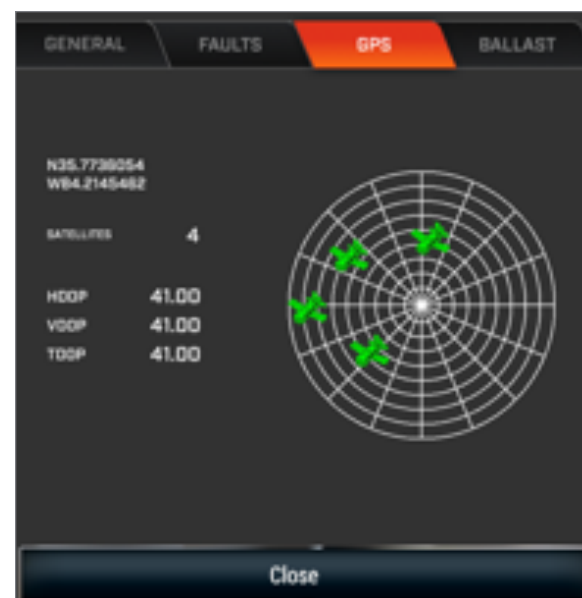 GENERAL FAULTS GPS BALLAST
N35.7736054
W84.2145462
SATELLITES 4
HDOP 41.00
VDOP 41.00
TDOP 41.00
Close